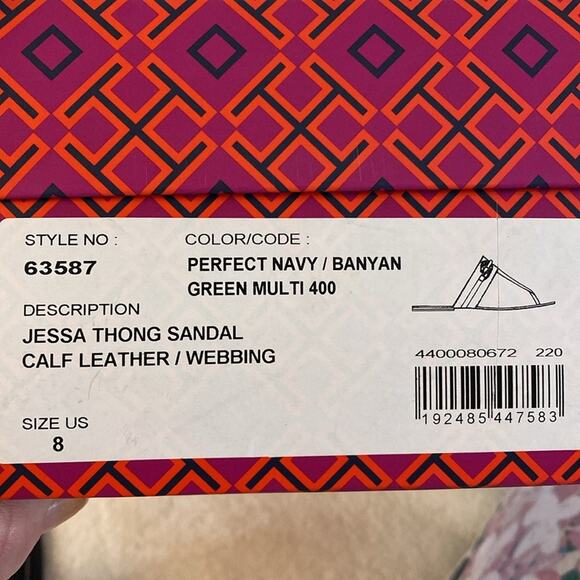 STYLE NO :
63587
COLOR/CODE :
PERFECT NAVY / BANYAN
GREEN MULTI 400
DESCRIPTION
JESSA THONG SANDAL
CALF LEATHER / WEBBING
4400080672 220
192485 447583
SIZE US
8